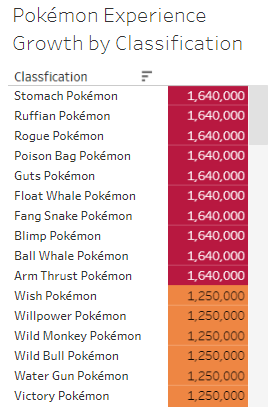 Pokémon Experience
Growth by Classification
Classfication
Stomach Pokémon 1,640,000
Ruffian Pokémon 1,640,000
Rogue Pokémon 1,640,000
Poison Bag Pokémon 1,640,000
Guts Pokémon 1,640,000
Float Whale Pokémon 1,640,000
Fang Snake Pokémon 1,640,000
Blimp Pokémon 1,640,000
Ball Whale Pokémon 1,640,000
Arm Thrust Pokémon 1,640,000
Wish Pokémon 1,250,000
Willpower Pokémon 1,250,000
Wild Monkey Pokémon 1,250,000
Wild Bull Pokémon 1,250,000
Water Gun Pokémon 1,250,000
Victory Pokémon 1,250,000